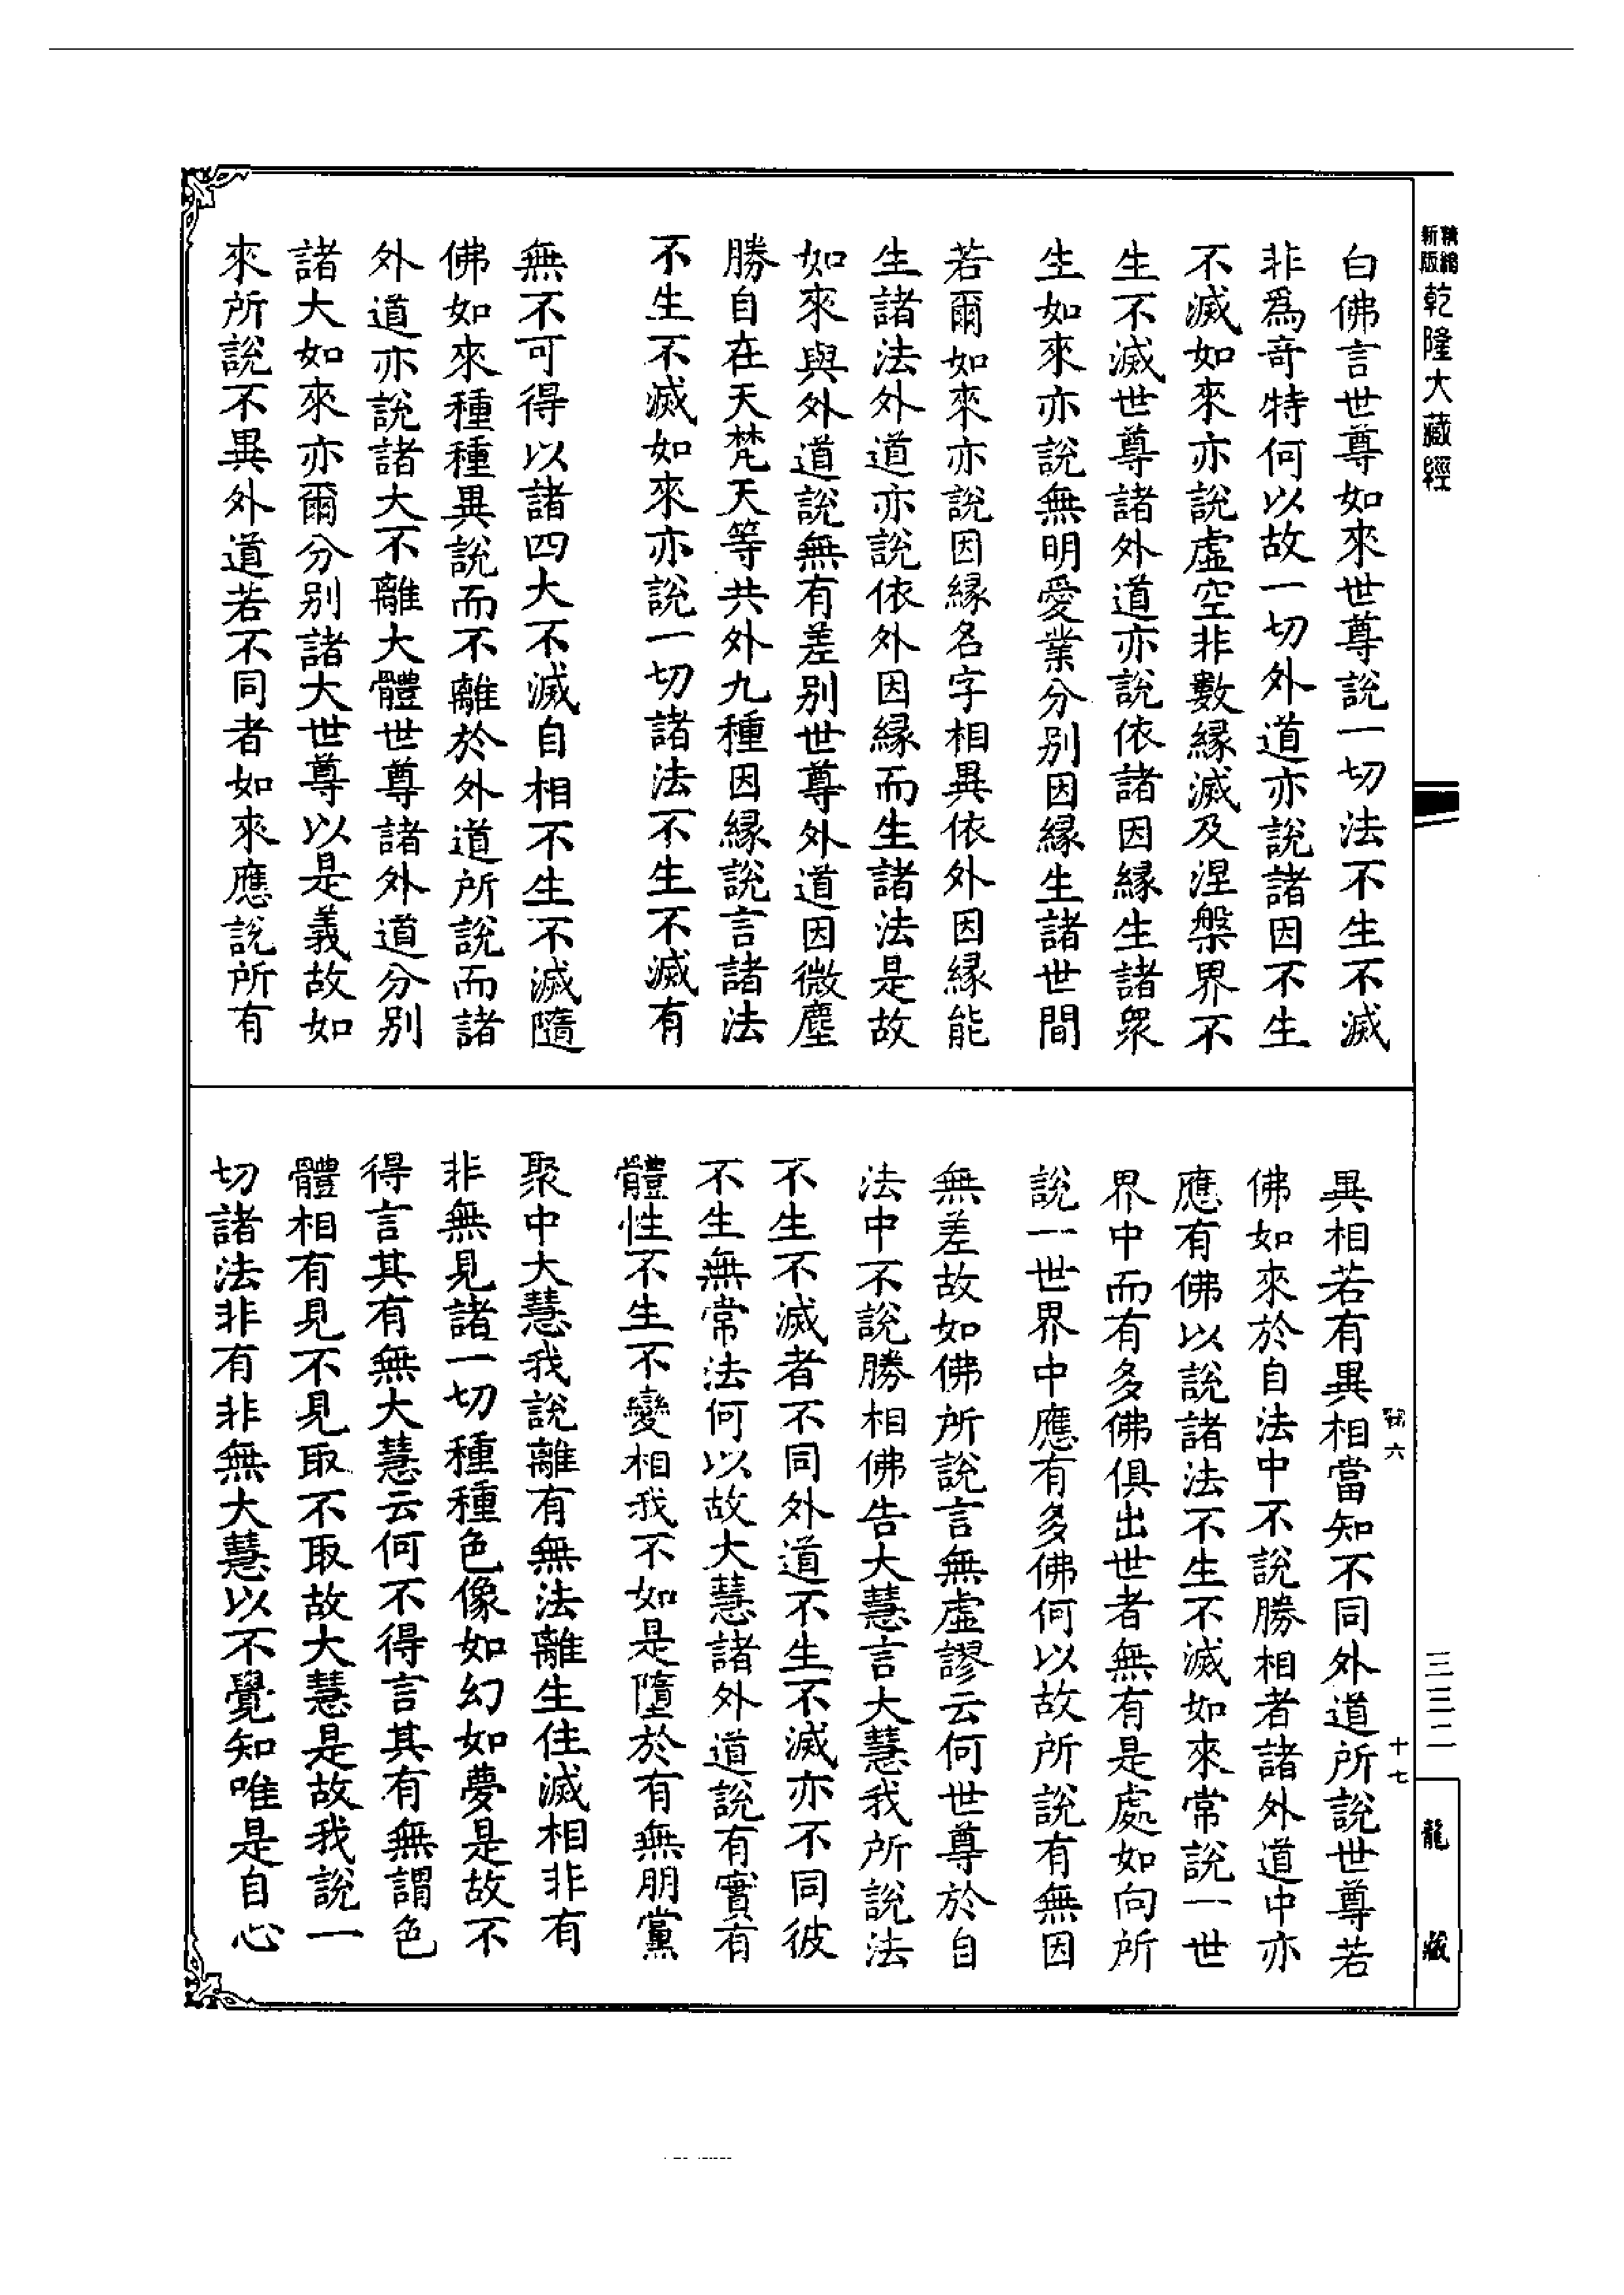 精縮
新版
乾隆大藏經
白佛言世尊如來世尊說一切法不生不滅
非爲奇特何以故一切外道亦說諸因不生
不滅如來亦說虛空非數緣滅及涅槃界不
生不滅世尊諸外道亦說依諸因緣生諸衆
生如來亦說無明愛業分別因緣生諸世間
若爾如來亦說因緣名字相異依外因緣能
生諸法外道亦說依外因緣而生諸法是故
如來與外道說無有差別世尊外道因微塵
勝自在天梵天等共外九種因緣說言諸法
不生不滅如來亦說一切諸法不生不滅有
無不可得以諸四大不滅自相不生不滅隨
佛如來種種異說而不離於外道所說而諸
外道亦說諸大不離大體世尊諸外道分別
諸大如來亦爾分別諸大世尊以是義故如
來所說不異外道若不同者如來應說所有
異相若有異相當知不同外道所說世尊若
佛如來於自法中不說勝相者諸外道中亦
應有佛以說諸法不生不滅如來常說一世
界中而有多佛俱出世者無有是處如向所
說一世界中應有多佛何以故所說有無因
無差故如佛所說言無虛謬云何世尊於自
法中不說勝相佛告大慧言大慧我所說法
不生不滅者不同外道不生不滅亦不同彼
不生無常法何以故大慧諸外道說有實有
體性不生不變相我不如是墮於有無朋黨
聚中大慧我說離有無法離生住滅相非有
非無見諸一切種種色像如幻如夢是故不
得言其有無大慧云何不得言其有無謂色
體相有見不見取不取故大慧是故我說一
切諸法非有非無大慧以不覺知唯是自心
六
十七
三三二
龍藏